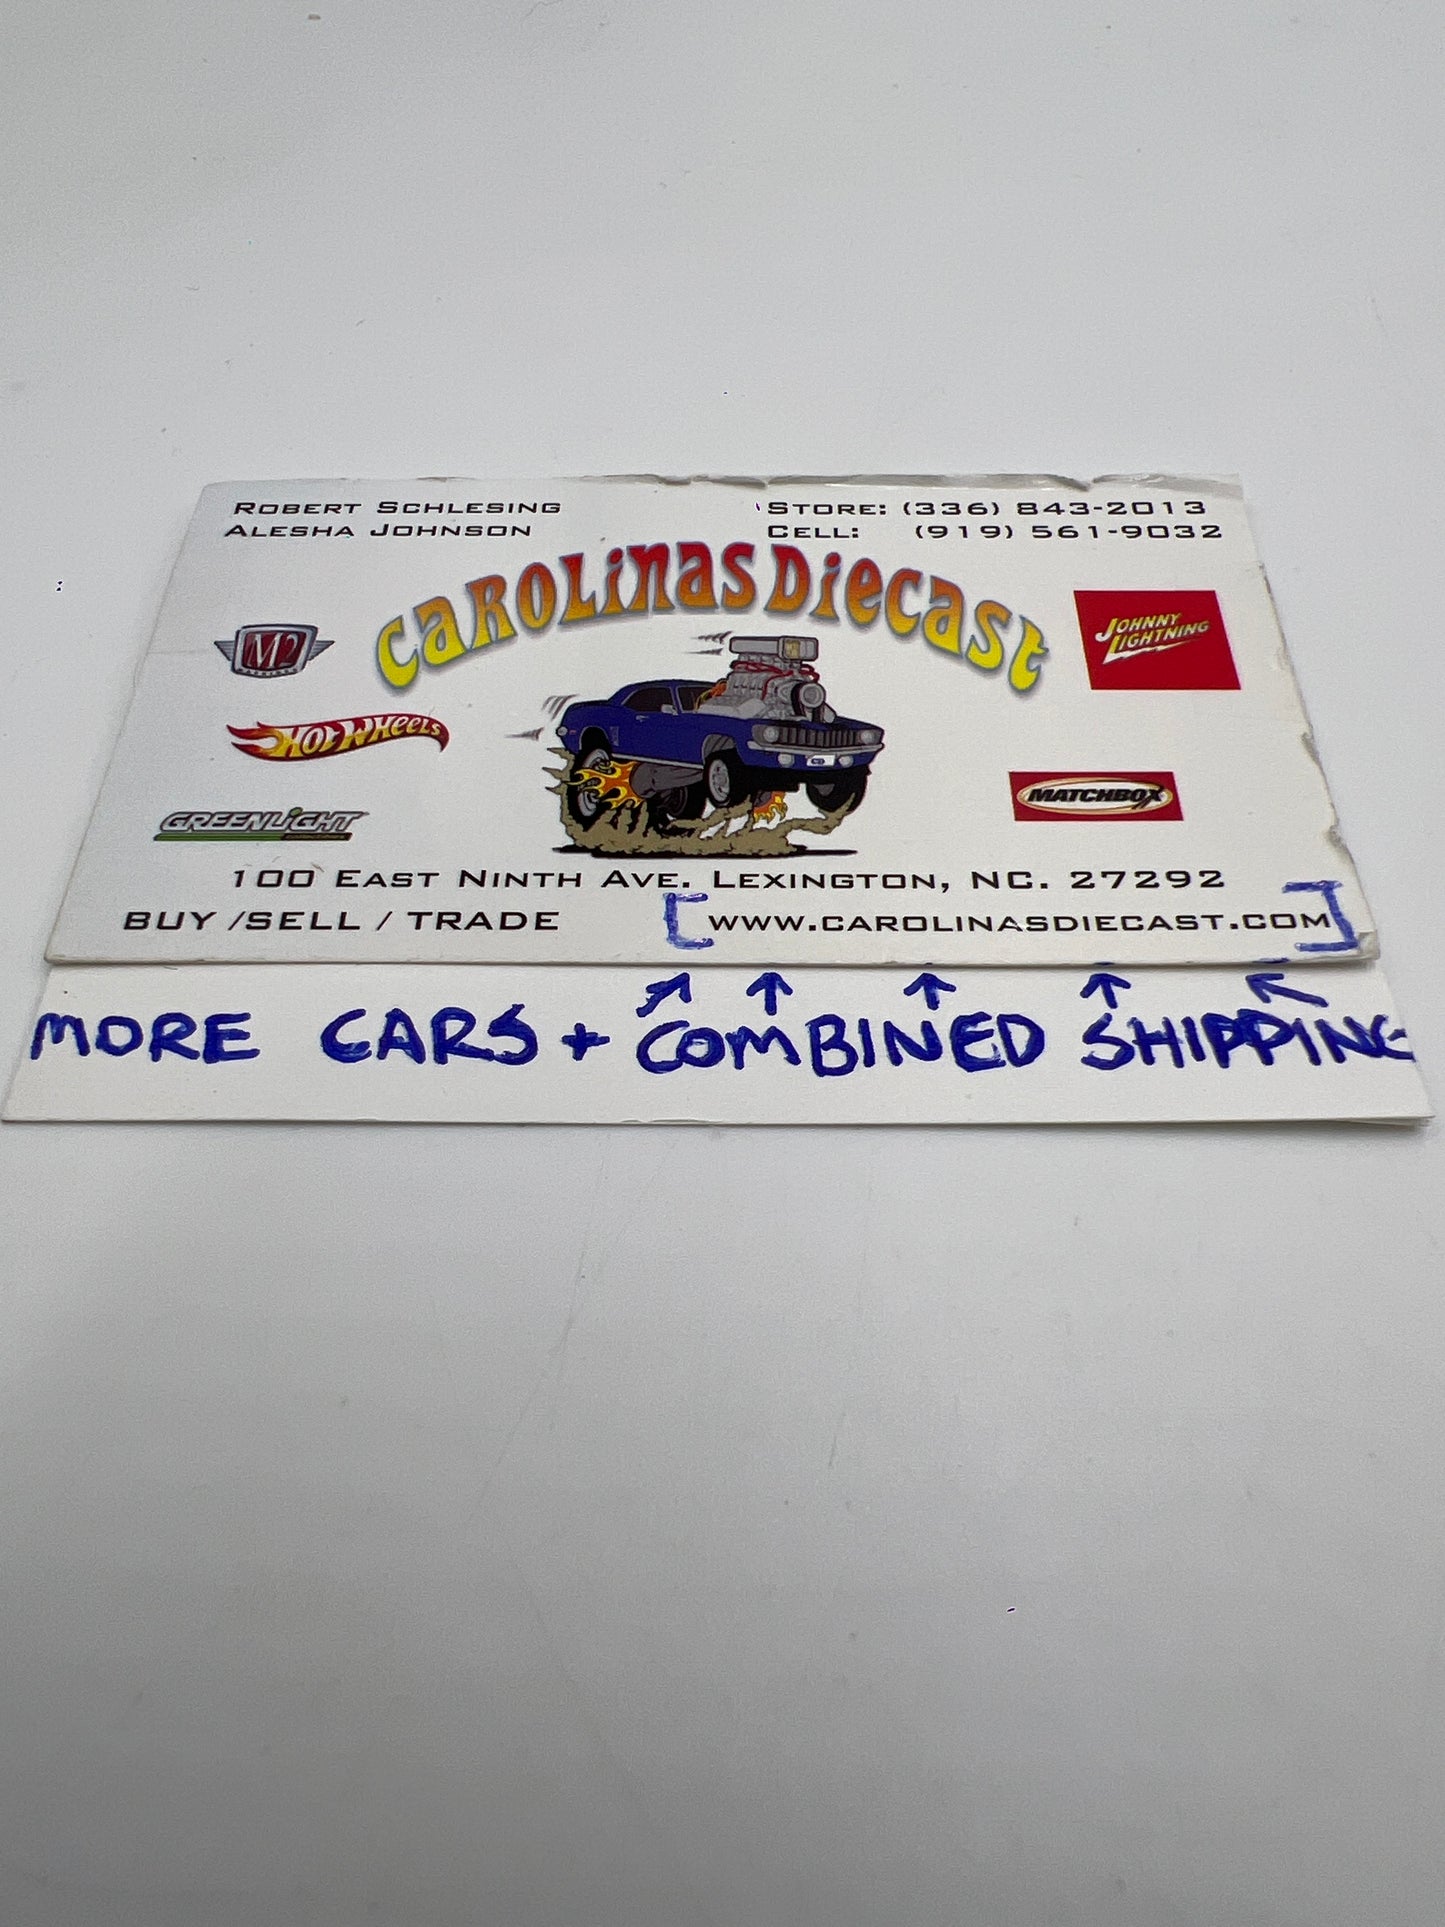 ROBERT SCHLESING
ALESHA JOHNSON
STORE: (336) 843-2013
CELL: (919) 561-9032
CAROLINAS DIECAST
M2
JOHNNY
LIGHTNING
HOT WHEELS
MATCHBOX
GREENLIGHT
100 EAST NINTH AVE. LEXINGTON, NC. 27292
BUY /SELL / TRADE
[WWW.CAROLINASDIECAST.COM]
MORE CARS + COMBINED SHIPPING